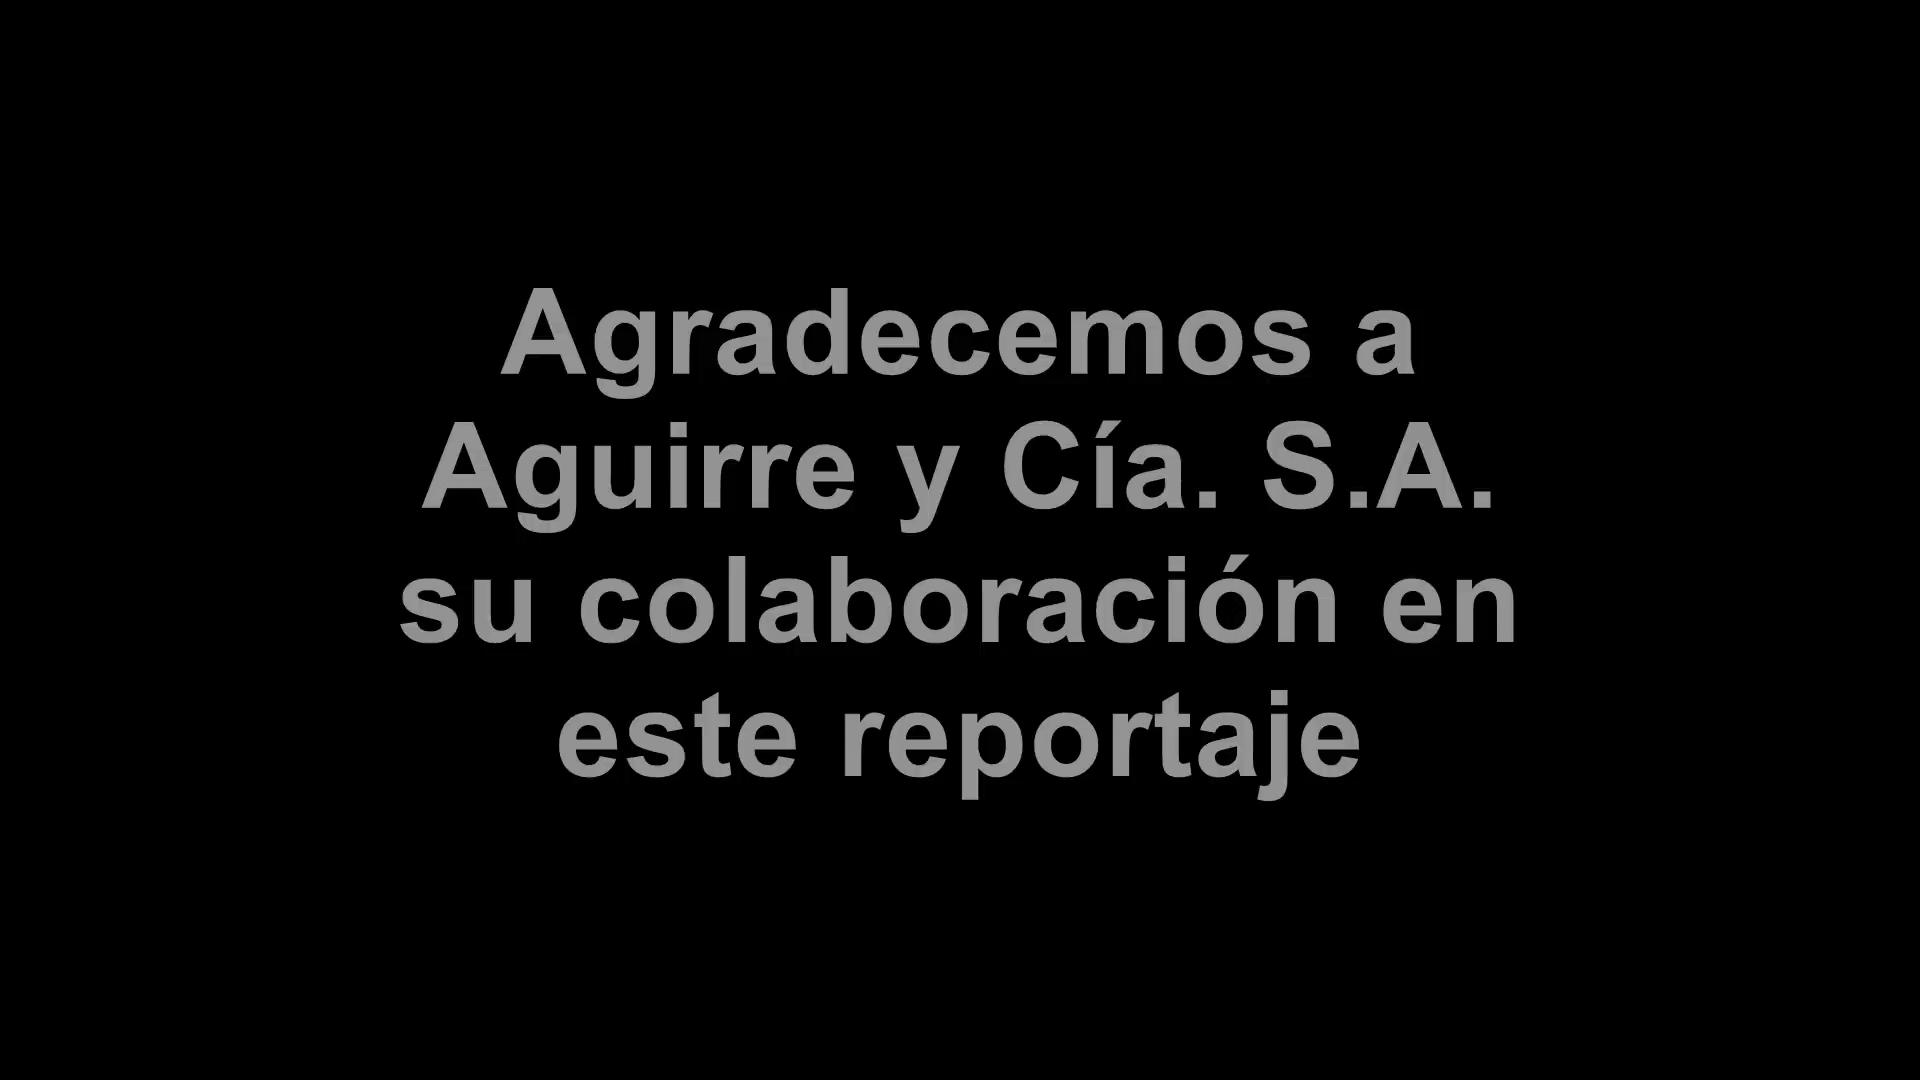 Agradecemos a
Aguirre y Cía. S.A.
su colaboración en
este reportaje